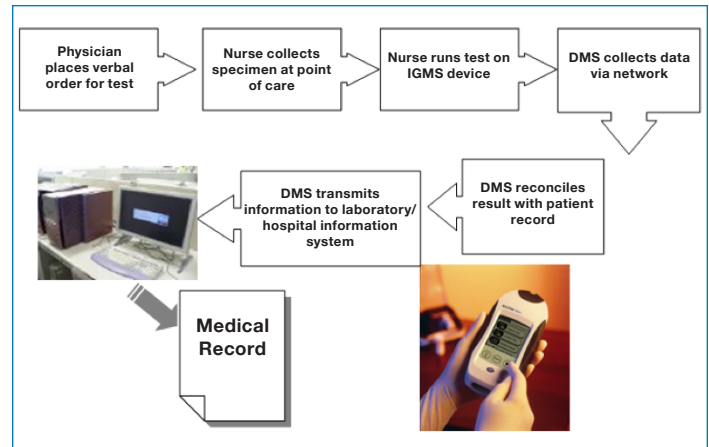 Physician
places verbal
order for test
Nurse collects
specimen at point
of care
Nurse runs test on
IGMS device
DMS collects data
via network
DMS reconciles
result with patient
record
DMS transmits
information to laboratory/
hospital information
system
Medical
Record